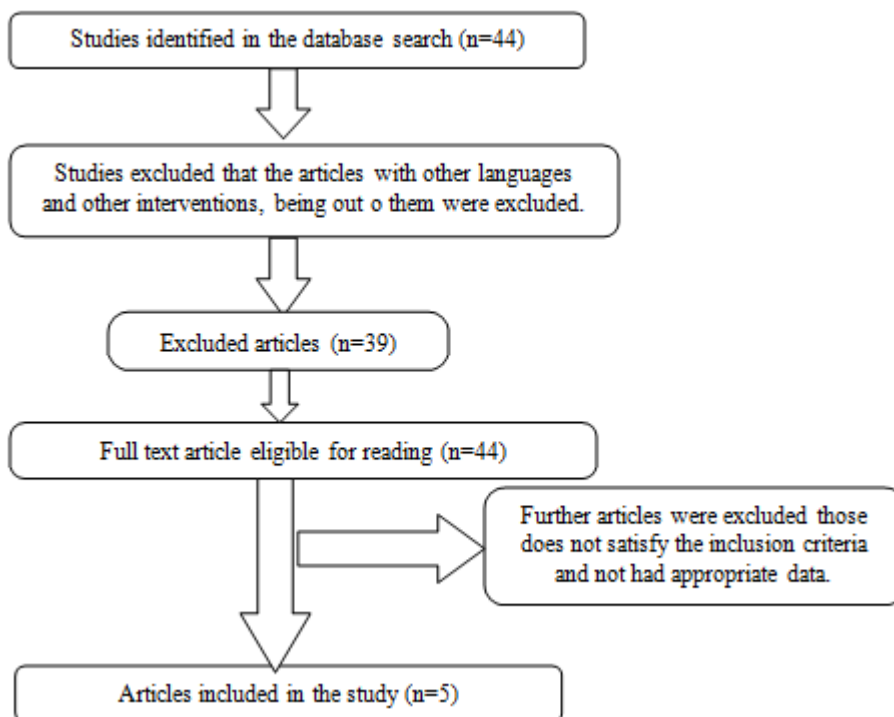 Studies identified in the database search (n=44)
Studies excluded that the articles with other languages
and other interventions, being out o them were excluded.
Excluded articles (n=39)
Full text article eligible for reading (n=44)
Further articles were excluded those
does not satisfy the inclusion criteria
and not had appropriate data.
Articles included in the study (n=5)